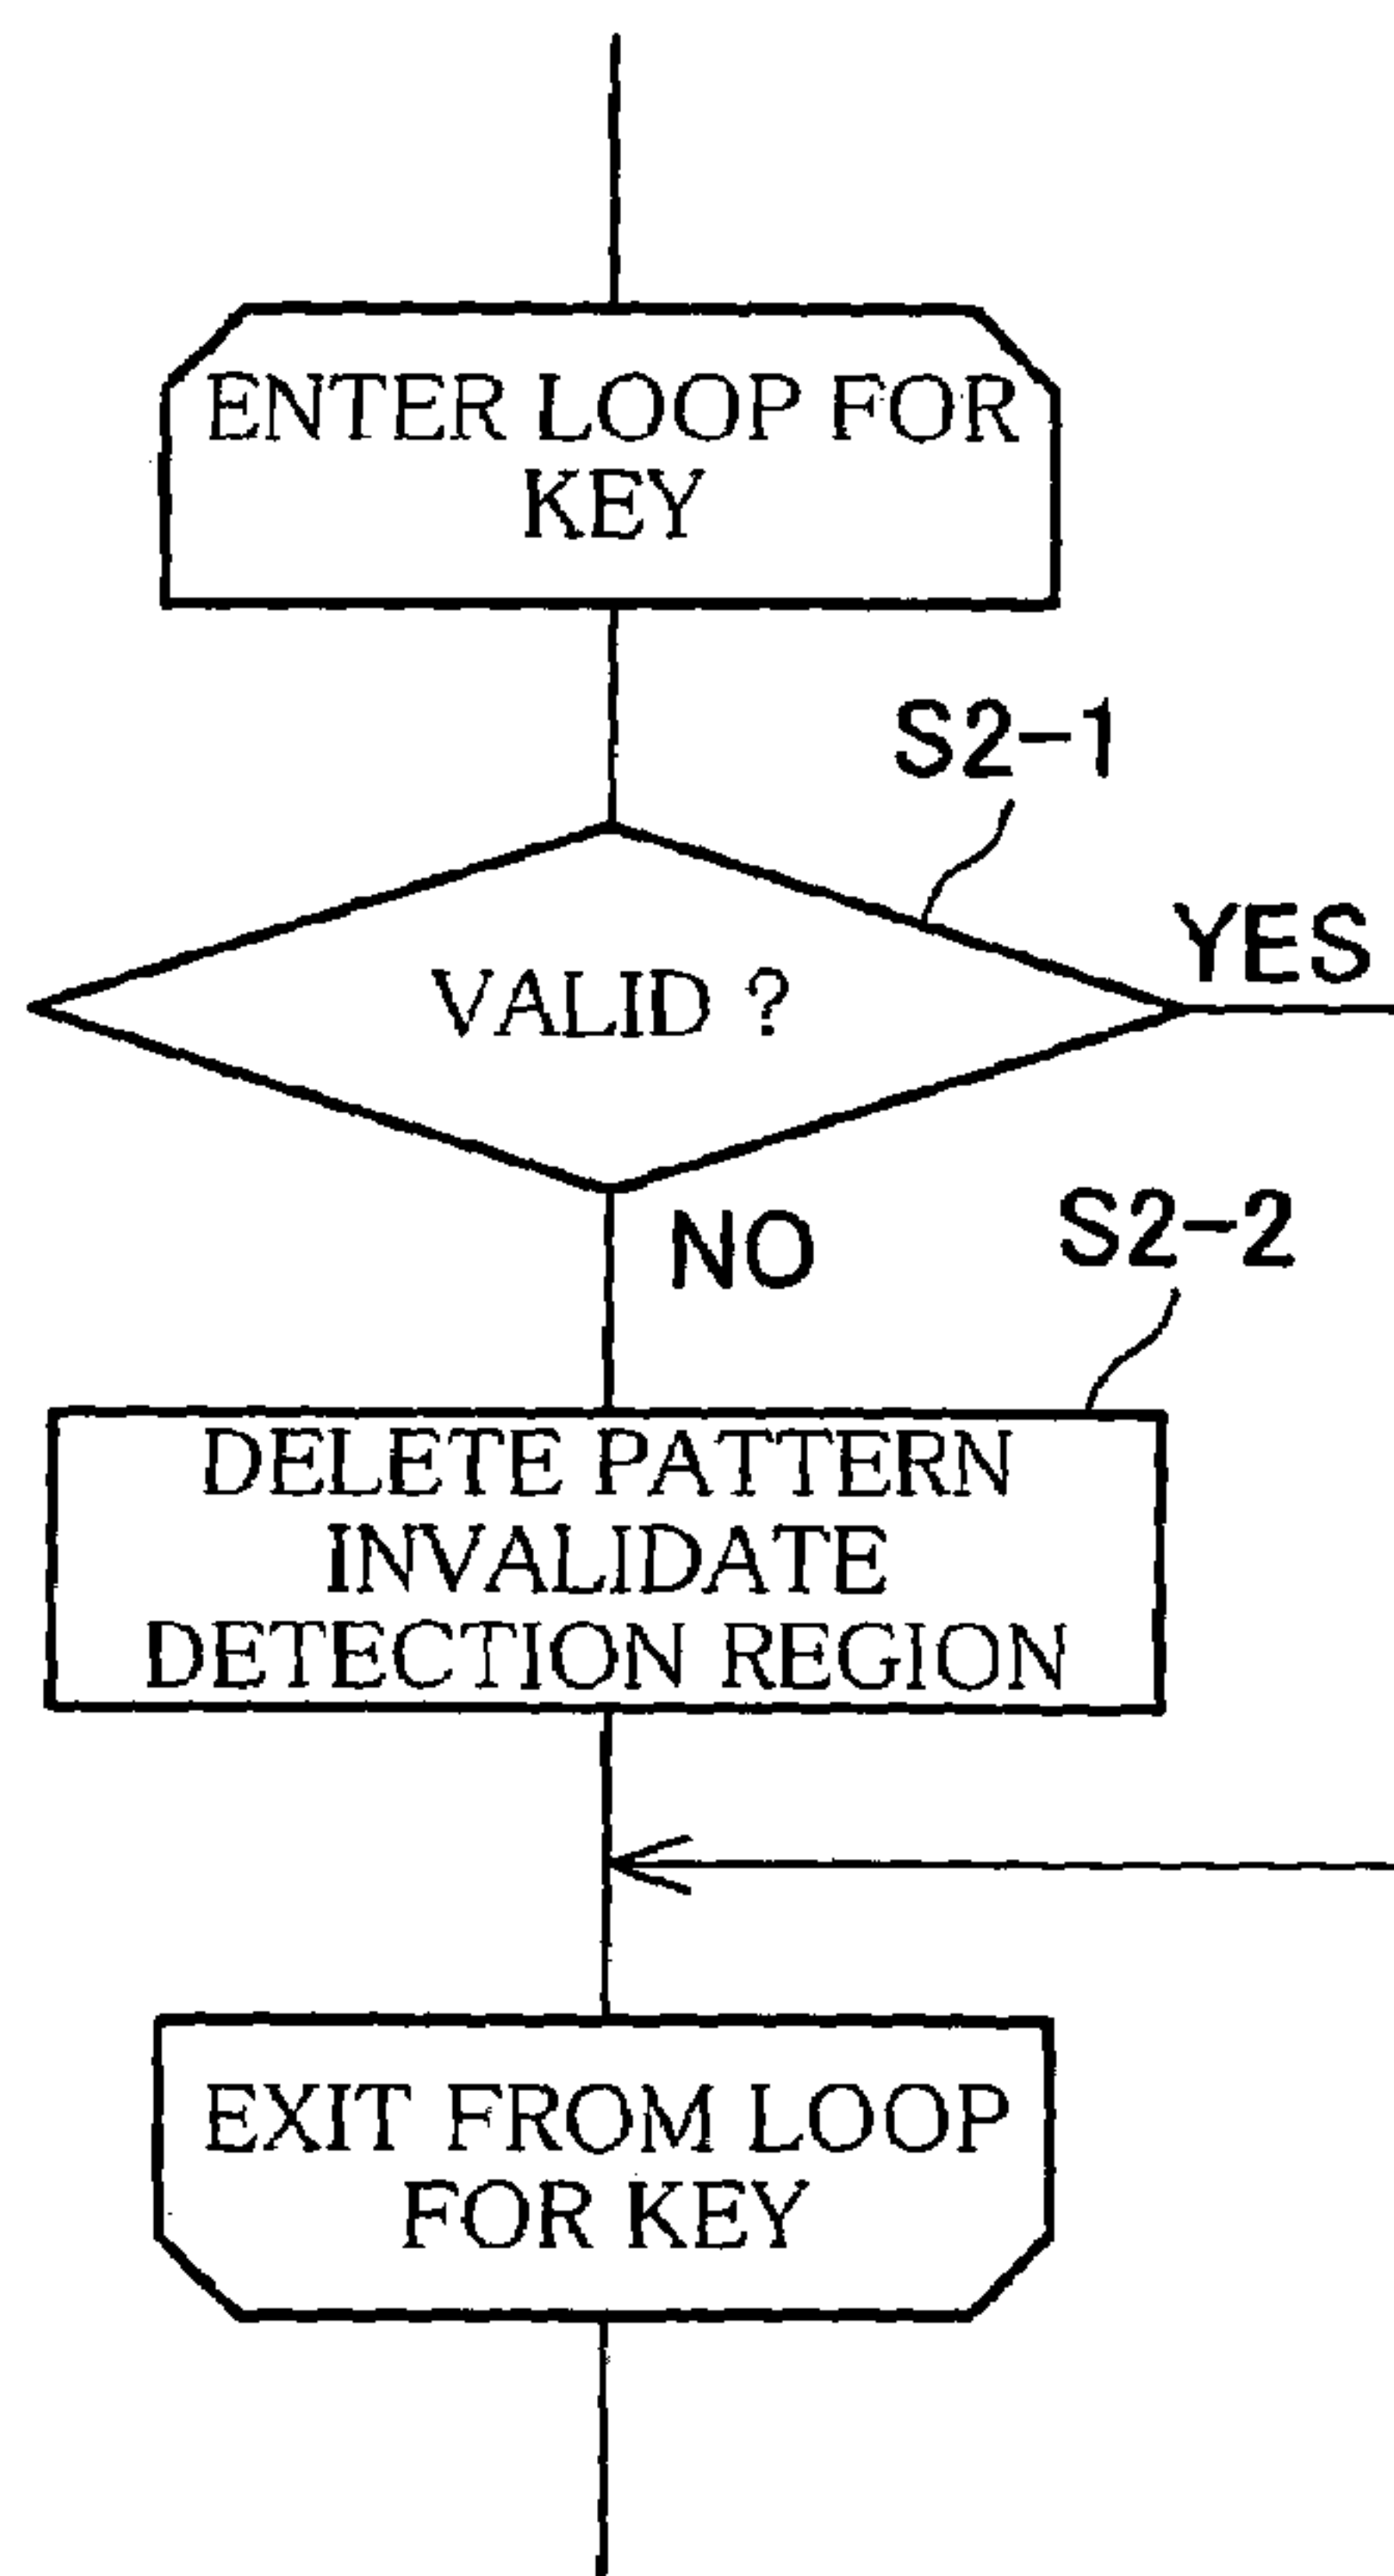 ENTER LOOP FOR
KEY
S2-1
VALID ?
YES
NO
S2-2
DELETE PATTERN
INVALIDATE
DETECTION REGION
EXIT FROM LOOP
FOR KEY